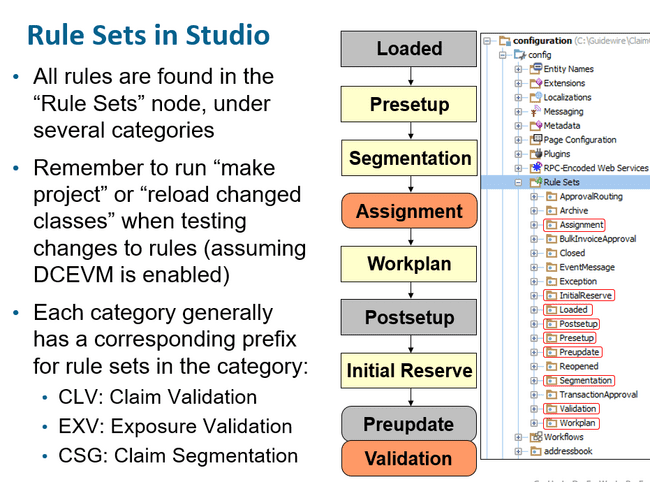 Rule Sets in Studio
• All rules are found in the
“Rule Sets” node, under
several categories
• Remember to run “make
project” or “reload changed
classes” when testing
changes to rules (assuming
DCEVM is enabled)
• Each category generally
has a corresponding prefix
for rule sets in the category:
• CLV: Claim Validation
• EXV: Exposure Validation
• CSG: Claim Segmentation
Loaded
Presetup
Segmentation
Assignment
Workplan
Postsetup
Initial Reserve
Preupdate
Validation
configuration (C:\Guidewire\Claim
config
Entity Names
Extensions
Localizations
Messaging
Metadata
Page Configuration
Plugins
RPC-Encoded Web Services
Rule Sets
ApprovalRouting
Archive
Assignment
BulkInvoiceApproval
Closed
EventMessage
Exception
InitialReserve
Loaded
Postsetup
Presetup
Preupdate
Reopened
Segmentation
TransactionApproval
Validation
Workplan
Workflows
addressbook